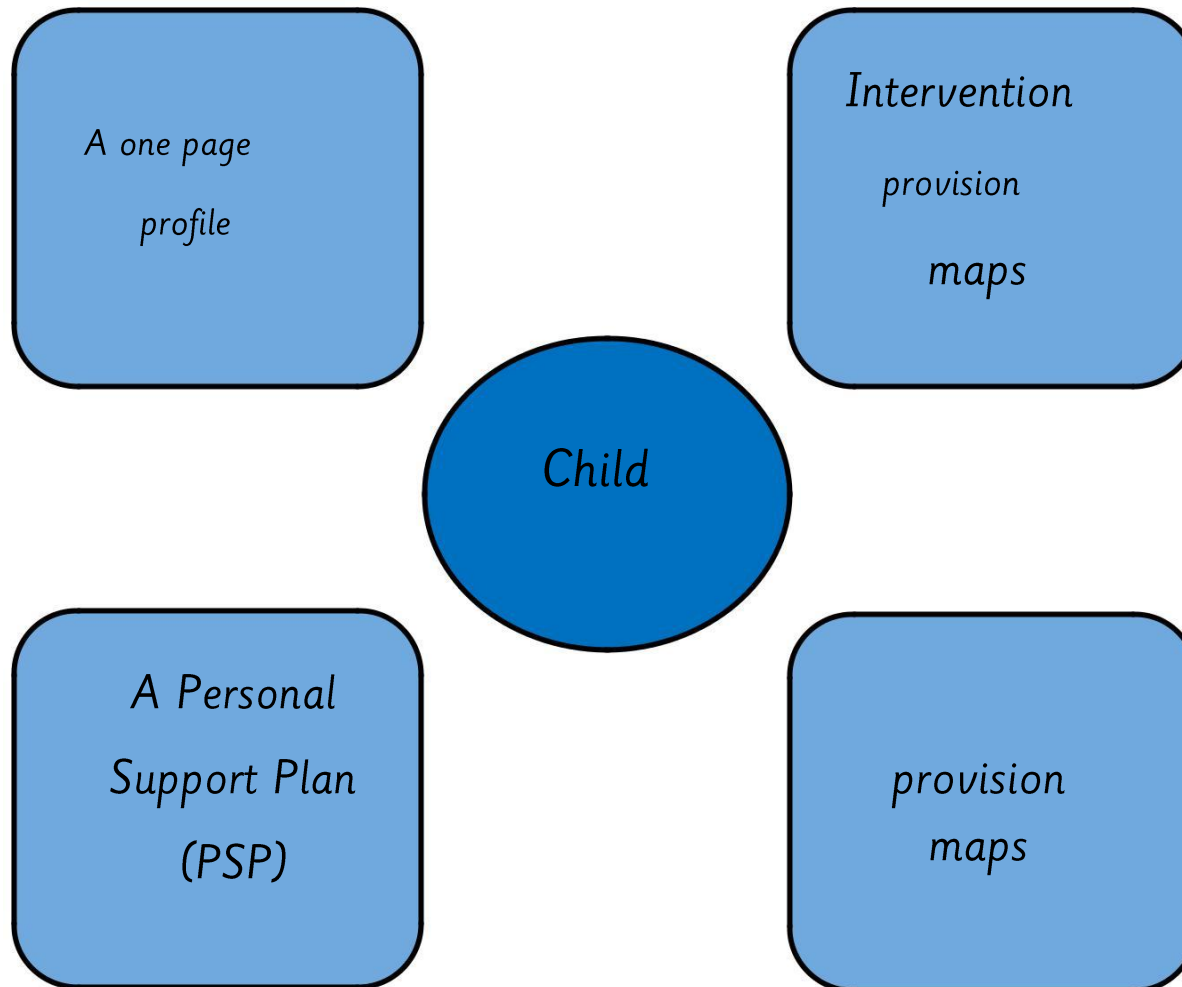 A one page
profile
Intervention
provision
maps
Child
A Personal
Support Plan
(PSP)
provision
maps